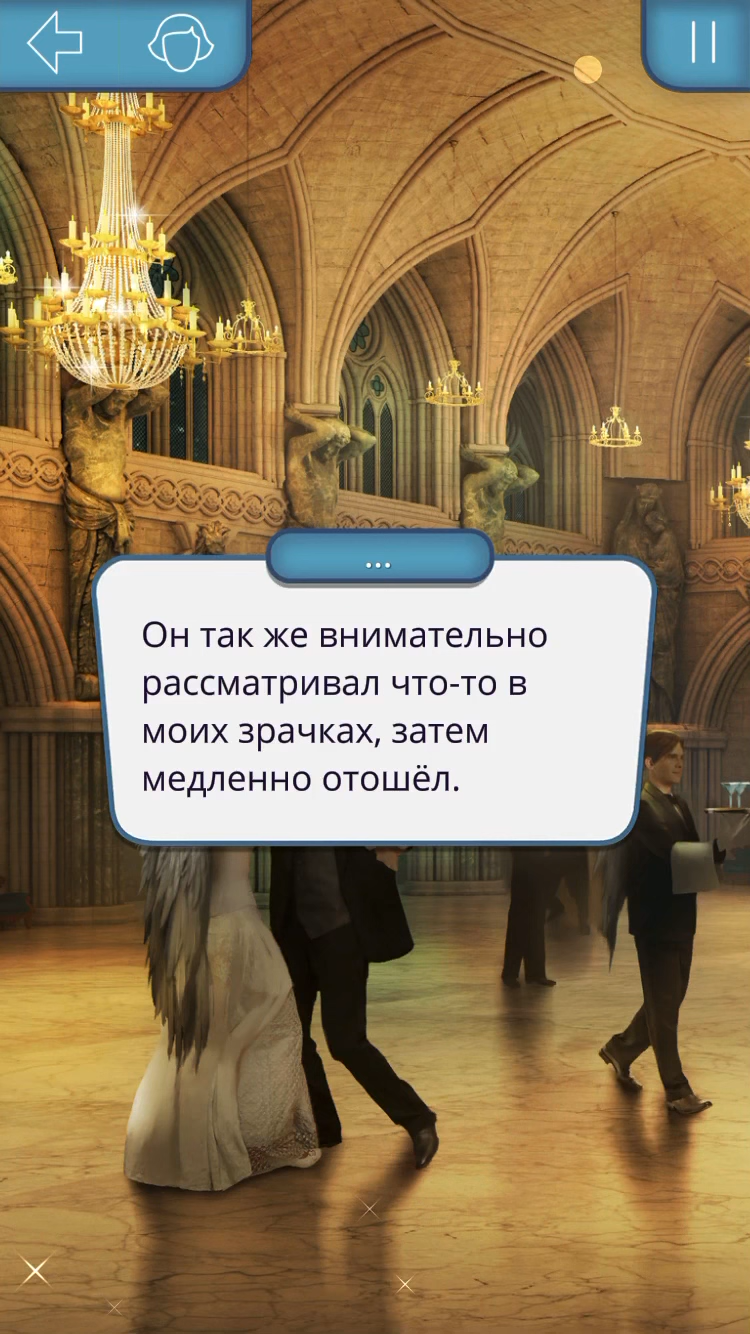 ...
Он так же внимательно
рассматривал что-то в
моих зрачках, затем
медленно отошёл.